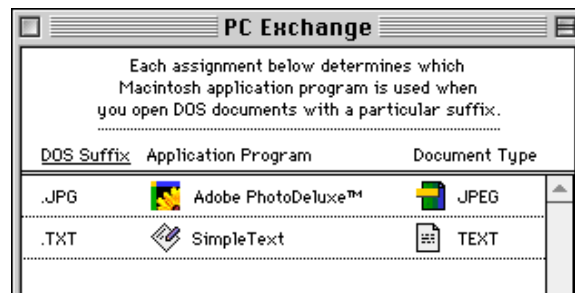 PC Exchange
Each assignment below determines which
Macintosh application program is used when
you open DOS documents with a particular suffix.
DOS Suffix Application Program Document Type
.JPG Adobe PhotoDeluxe™ JPEG
.TXT SimpleText TEXT